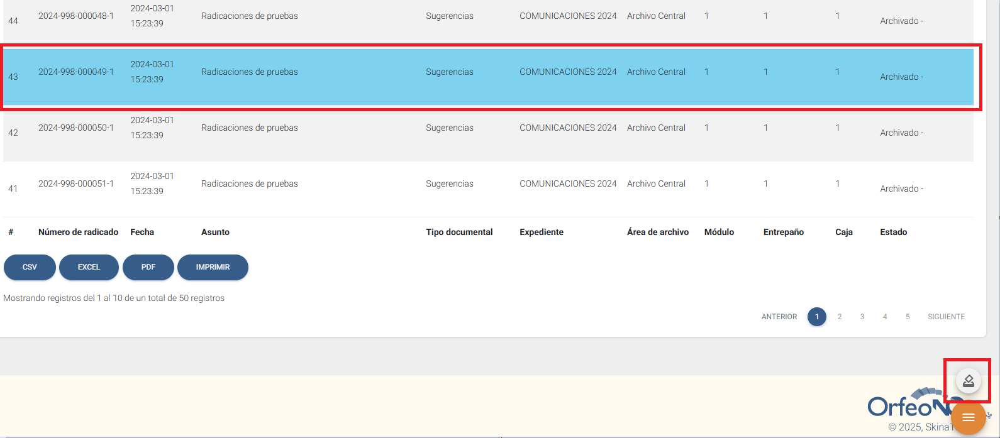 44 2024-998-000048-1 2024-03-01 15:23:39 Radicaciones de pruebas Sugerencias COMUNICACIONES 2024 Archivo Central 1 1 1 Archivado -
43 2024-998-000049-1 2024-03-01 15:23:39 Radicaciones de pruebas Sugerencias COMUNICACIONES 2024 Archivo Central 1 1 1 Archivado -
42 2024-998-000050-1 2024-03-01 15:23:39 Radicaciones de pruebas Sugerencias COMUNICACIONES 2024 Archivo Central 1 1 1 Archivado -
41 2024-998-000051-1 2024-03-01 15:23:39 Radicaciones de pruebas Sugerencias COMUNICACIONES 2024 Archivo Central 1 1 1 Archivado -
# Número de radicado Fecha Asunto Tipo documental Expediente Área de archivo Módulo Entrepaño Caja Estado
CSV EXCEL PDF IMPRIMIR
Mostrando registros del 1 al 10 de un total de 50 registros
ANTERIOR 1 2 3 4 5 SIGUIENTE
Orfeo
© 2025,